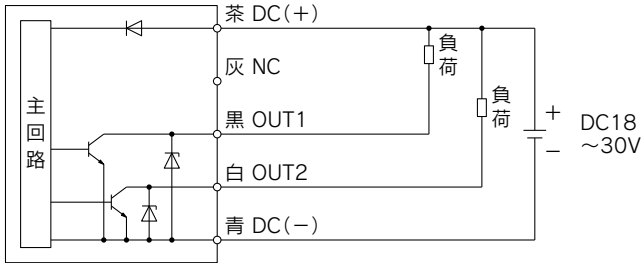 茶 DC(+)
負荷
灰 NC
主回路
負荷
黒 OUT1
+
DC18
−
～30V
白 OUT2
青 DC(−)